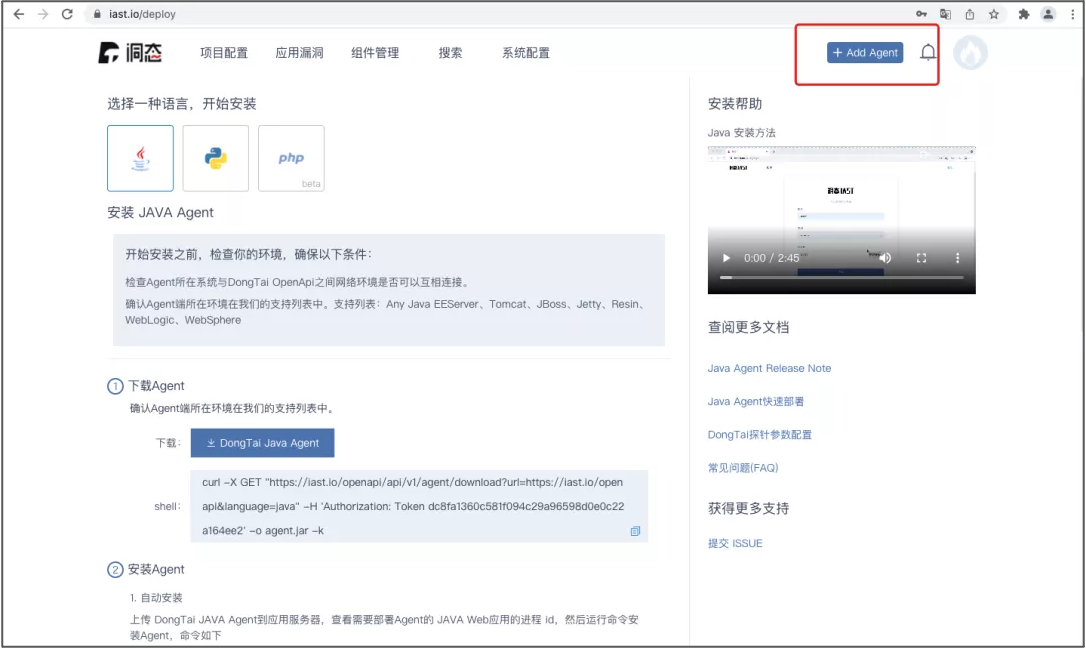 iast.io/deploy
洞态
项目配置
应用漏洞
组件管理
搜索
系统配置
+ Add Agent
选择一种语言，开始安装
php
beta
安装 JAVA Agent
开始安装之前，检查你的环境，确保以下条件：
检查Agent所在系统与DongTai OpenApi之间网络环境是否可以互相连接。
确认Agent端所在环境在我们的支持列表中。支持列表：Any Java EEServer、Tomcat、JBoss、Jetty、Resin、
WebLogic、WebSphere
1 下载Agent
确认Agent端所在环境在我们的支持列表中。
下载：
DongTai Java Agent
shell：
curl -X GET "https://iast.io/openapi/api/v1/agent/download?url=https://iast.io/open
api&language=java" -H 'Authorization: Token dc8fa1360c581f094c29a96598d0e0c22
a164ee2' -o agent.jar -k
2 安装Agent
1. 自动安装
上传 DongTai JAVA Agent到应用服务器，查看需要部署Agent的 JAVA Web应用的进程 id，然后运行命令安
装Agent，命令如下
安装帮助
Java 安装方法
0:00 / 2:45
查阅更多文档
Java Agent Release Note
Java Agent快速部署
DongTai探针参数配置
常见问题(FAQ)
获得更多支持
提交 ISSUE